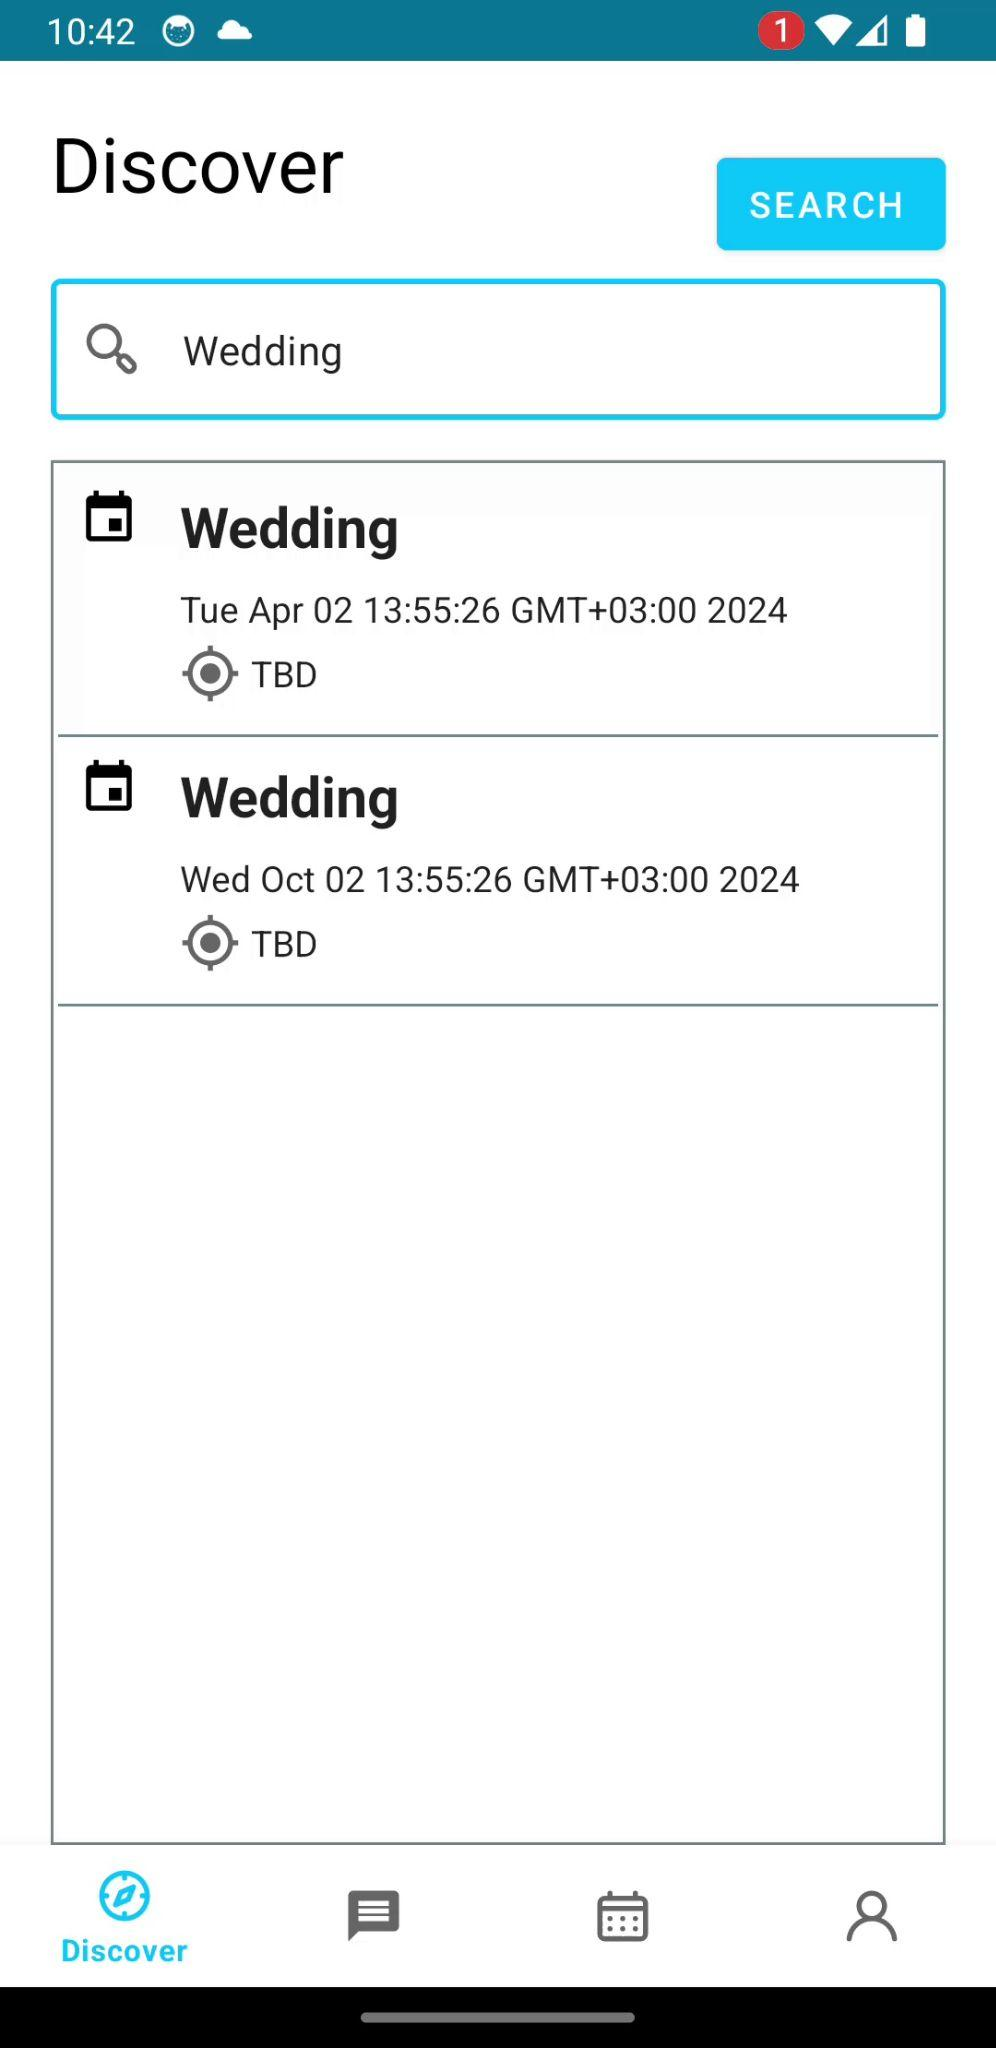 10:42
1
Discover
SEARCH
Wedding
Wedding
Tue Apr 02 13:55:26 GMT+03:00 2024
TBD
Wedding
Wed Oct 02 13:55:26 GMT+03:00 2024
TBD
Discover